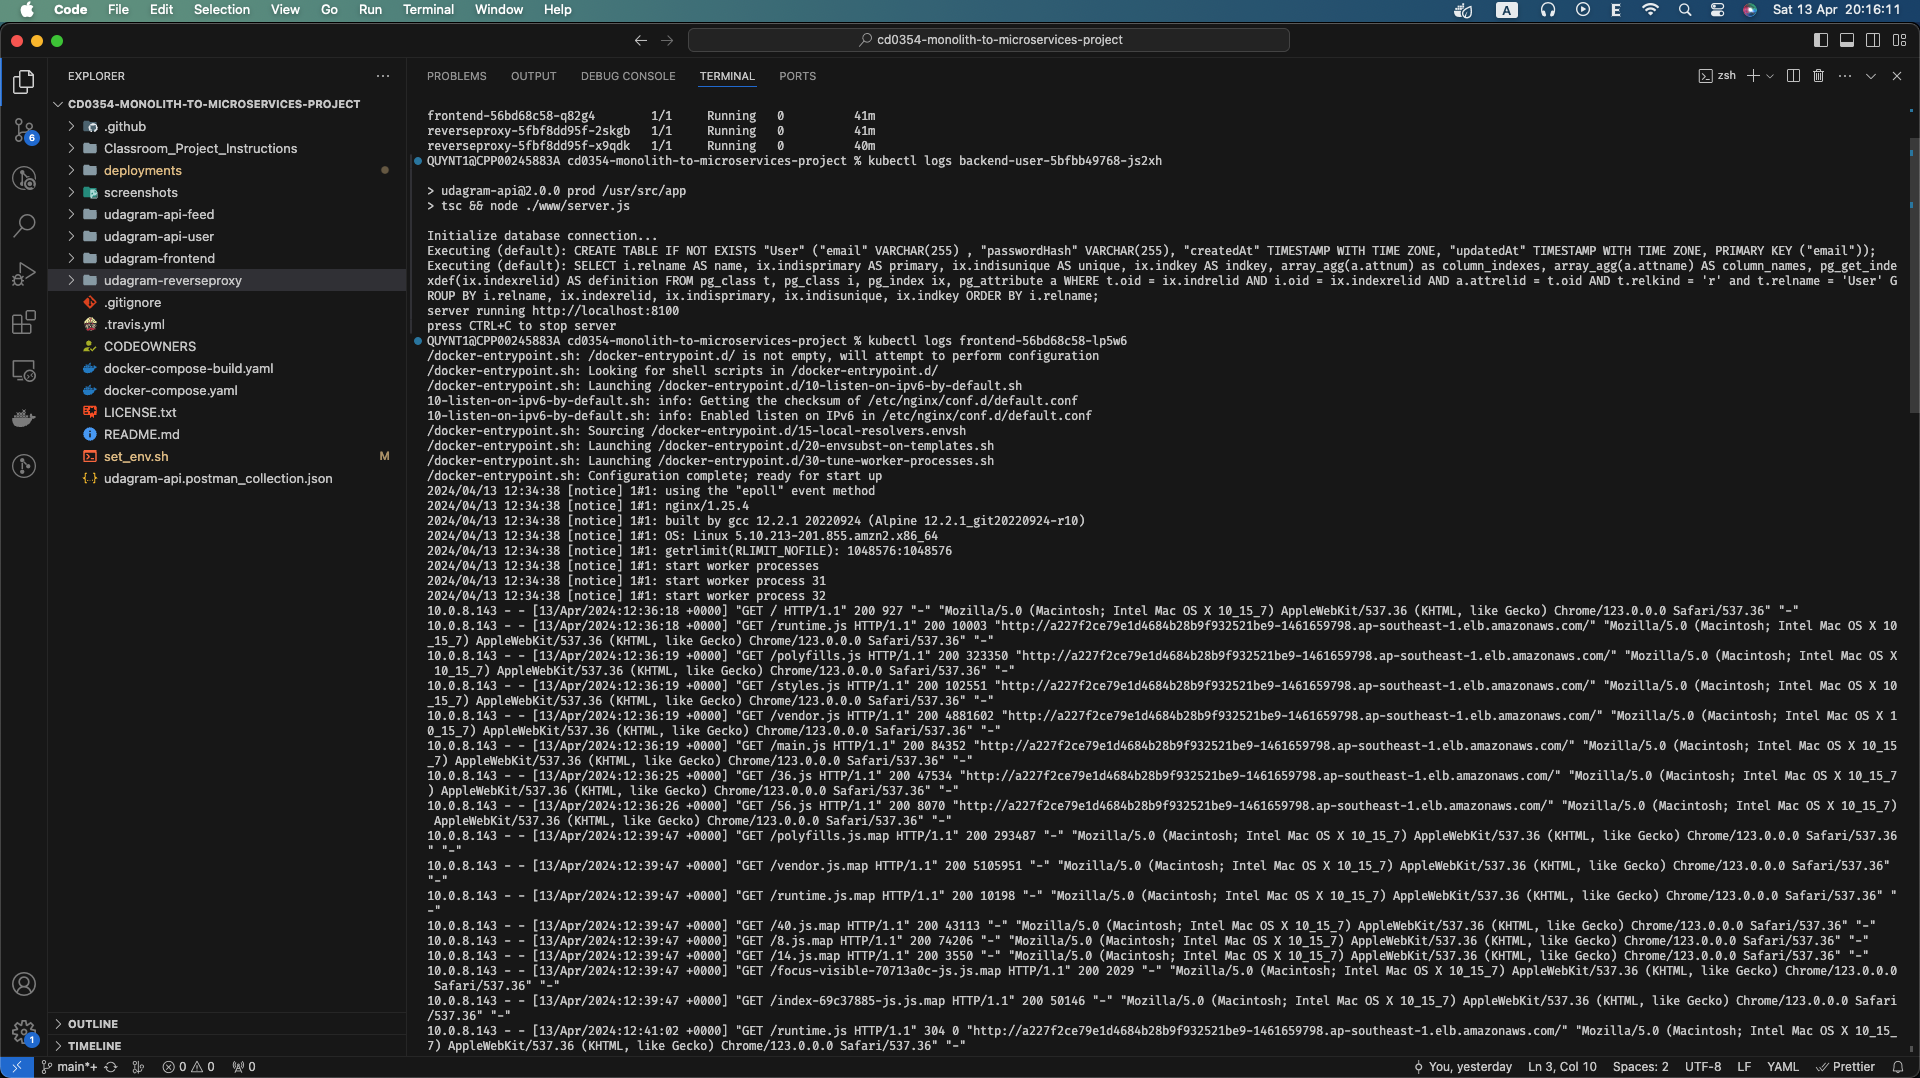 Code File Edit Selection View Go Run Terminal Window Help
A E Sat 13 Apr 20:16:11
cd0354-monolith-to-microservices-project
EXPLORER
CD0354-MONOLITH-TO-MICROSERVICES-PROJECT
.github
Classroom_Project_Instructions
deployments
screenshots
udagram-api-feed
udagram-api-user
udagram-frontend
udagram-reverseproxy
.gitignore
.travis.yml
CODEOWNERS
docker-compose-build.yaml
docker-compose.yaml
LICENSE.txt
README.md
set_env.sh M
udagram-api.postman_collection.json
OUTLINE
TIMELINE
6
1
PROBLEMS OUTPUT DEBUG CONSOLE TERMINAL PORTS
zsh
frontend-56bd68c58-q82g4 1/1 Running 0 41m
reverseproxy-5fbf8dd95f-2skgb 1/1 Running 0 41m
reverseproxy-5fbf8dd95f-x9qdk 1/1 Running 0 40m
QUYNT1@CPP00245883A cd0354-monolith-to-microservices-project % kubectl logs backend-user-5bfbb49768-js2xh
> udagram-api@2.0.0 prod /usr/src/app
> tsc && node ./www/server.js
Initialize database connection...
Executing (default): CREATE TABLE IF NOT EXISTS "User" ("email" VARCHAR(255) , "passwordHash" VARCHAR(255), "createdAt" TIMESTAMP WITH TIME ZONE, "updatedAt" TIMESTAMP WITH TIME ZONE, PRIMARY KEY ("email"));
Executing (default): SELECT i.relname AS name, ix.indisprimary AS primary, ix.indisunique AS unique, ix.indkey AS indkey, array_agg(a.attnum) as column_indexes, array_agg(a.attname) AS column_names, pg_get_inde
xdef(ix.indexrelid) AS definition FROM pg_class t, pg_class i, pg_index ix, pg_attribute a WHERE t.oid = ix.indrelid AND i.oid = ix.indexrelid AND a.attrelid = t.oid AND t.relkind = 'r' and t.relname = 'User' G
ROUP BY i.relname, ix.indexrelid, ix.indisprimary, ix.indisunique, ix.indkey ORDER BY i.relname;
server running http://localhost:8100
press CTRL+C to stop server
QUYNT1@CPP00245883A cd0354-monolith-to-microservices-project % kubectl logs frontend-56bd68c58-lp5w6
/docker-entrypoint.sh: /docker-entrypoint.d/ is not empty, will attempt to perform configuration
/docker-entrypoint.sh: Looking for shell scripts in /docker-entrypoint.d/
/docker-entrypoint.sh: Launching /docker-entrypoint.d/10-listen-on-ipv6-by-default.sh
10-listen-on-ipv6-by-default.sh: info: Getting the checksum of /etc/nginx/conf.d/default.conf
10-listen-on-ipv6-by-default.sh: info: Enabled listen on IPv6 in /etc/nginx/conf.d/default.conf
/docker-entrypoint.sh: Sourcing /docker-entrypoint.d/15-local-resolvers.envsh
/docker-entrypoint.sh: Launching /docker-entrypoint.d/20-envsubst-on-templates.sh
/docker-entrypoint.sh: Launching /docker-entrypoint.d/30-tune-worker-processes.sh
/docker-entrypoint.sh: Configuration complete; ready for start up
2024/04/13 12:34:38 [notice] 1#1: using the "epoll" event method
2024/04/13 12:34:38 [notice] 1#1: nginx/1.25.4
2024/04/13 12:34:38 [notice] 1#1: built by gcc 12.2.1 20220924 (Alpine 12.2.1_git20220924-r10)
2024/04/13 12:34:38 [notice] 1#1: OS: Linux 5.10.213-201.855.amzn2.x86_64
2024/04/13 12:34:38 [notice] 1#1: getrlimit(RLIMIT_NOFILE): 1048576:1048576
2024/04/13 12:34:38 [notice] 1#1: start worker processes
2024/04/13 12:34:38 [notice] 1#1: start worker process 31
2024/04/13 12:34:38 [notice] 1#1: start worker process 32
10.0.8.143 - - [13/Apr/2024:12:36:18 +0000] "GET / HTTP/1.1" 200 927 "-" "Mozilla/5.0 (Macintosh; Intel Mac OS X 10_15_7) AppleWebKit/537.36 (KHTML, like Gecko) Chrome/123.0.0.0 Safari/537.36" "-"
10.0.8.143 - - [13/Apr/2024:12:36:18 +0000] "GET /runtime.js HTTP/1.1" 200 10003 "http://a227f2ce79e1d4684b28b9f932521be9-1461659798.ap-southeast-1.elb.amazonaws.com/" "Mozilla/5.0 (Macintosh; Intel Mac OS X 10
_15_7) AppleWebKit/537.36 (KHTML, like Gecko) Chrome/123.0.0.0 Safari/537.36" "-"
10.0.8.143 - - [13/Apr/2024:12:36:19 +0000] "GET /polyfills.js HTTP/1.1" 200 323350 "http://a227f2ce79e1d4684b28b9f932521be9-1461659798.ap-southeast-1.elb.amazonaws.com/" "Mozilla/5.0 (Macintosh; Intel Mac OS X
10_15_7) AppleWebKit/537.36 (KHTML, like Gecko) Chrome/123.0.0.0 Safari/537.36" "-"
10.0.8.143 - - [13/Apr/2024:12:36:19 +0000] "GET /styles.js HTTP/1.1" 200 102551 "http://a227f2ce79e1d4684b28b9f932521be9-1461659798.ap-southeast-1.elb.amazonaws.com/" "Mozilla/5.0 (Macintosh; Intel Mac OS X 10
_15_7) AppleWebKit/537.36 (KHTML, like Gecko) Chrome/123.0.0.0 Safari/537.36" "-"
10.0.8.143 - - [13/Apr/2024:12:36:19 +0000] "GET /vendor.js HTTP/1.1" 200 4881602 "http://a227f2ce79e1d4684b28b9f932521be9-1461659798.ap-southeast-1.elb.amazonaws.com/" "Mozilla/5.0 (Macintosh; Intel Mac OS X 1
0_15_7) AppleWebKit/537.36 (KHTML, like Gecko) Chrome/123.0.0.0 Safari/537.36" "-"
10.0.8.143 - - [13/Apr/2024:12:36:19 +0000] "GET /main.js HTTP/1.1" 200 84352 "http://a227f2ce79e1d4684b28b9f932521be9-1461659798.ap-southeast-1.elb.amazonaws.com/" "Mozilla/5.0 (Macintosh; Intel Mac OS X 10_15
_7) AppleWebKit/537.36 (KHTML, like Gecko) Chrome/123.0.0.0 Safari/537.36" "-"
10.0.8.143 - - [13/Apr/2024:12:36:25 +0000] "GET /36.js HTTP/1.1" 200 47534 "http://a227f2ce79e1d4684b28b9f932521be9-1461659798.ap-southeast-1.elb.amazonaws.com/" "Mozilla/5.0 (Macintosh; Intel Mac OS X 10_15_7
) AppleWebKit/537.36 (KHTML, like Gecko) Chrome/123.0.0.0 Safari/537.36" "-"
10.0.8.143 - - [13/Apr/2024:12:36:26 +0000] "GET /56.js HTTP/1.1" 200 8070 "http://a227f2ce79e1d4684b28b9f932521be9-1461659798.ap-southeast-1.elb.amazonaws.com/" "Mozilla/5.0 (Macintosh; Intel Mac OS X 10_15_7)
AppleWebKit/537.36 (KHTML, like Gecko) Chrome/123.0.0.0 Safari/537.36" "-"
10.0.8.143 - - [13/Apr/2024:12:39:47 +0000] "GET /polyfills.js.map HTTP/1.1" 200 293487 "-" "Mozilla/5.0 (Macintosh; Intel Mac OS X 10_15_7) AppleWebKit/537.36 (KHTML, like Gecko) Chrome/123.0.0.0 Safari/537.36
" "-"
10.0.8.143 - - [13/Apr/2024:12:39:47 +0000] "GET /vendor.js.map HTTP/1.1" 200 5105951 "-" "Mozilla/5.0 (Macintosh; Intel Mac OS X 10_15_7) AppleWebKit/537.36 (KHTML, like Gecko) Chrome/123.0.0.0 Safari/537.36"
"-"
10.0.8.143 - - [13/Apr/2024:12:39:47 +0000] "GET /runtime.js.map HTTP/1.1" 200 10198 "-" "Mozilla/5.0 (Macintosh; Intel Mac OS X 10_15_7) AppleWebKit/537.36 (KHTML, like Gecko) Chrome/123.0.0.0 Safari/537.36" "
-"
10.0.8.143 - - [13/Apr/2024:12:39:47 +0000] "GET /40.js.map HTTP/1.1" 200 43113 "-" "Mozilla/5.0 (Macintosh; Intel Mac OS X 10_15_7) AppleWebKit/537.36 (KHTML, like Gecko) Chrome/123.0.0.0 Safari/537.36" "-"
10.0.8.143 - - [13/Apr/2024:12:39:47 +0000] "GET /8.js.map HTTP/1.1" 200 74206 "-" "Mozilla/5.0 (Macintosh; Intel Mac OS X 10_15_7) AppleWebKit/537.36 (KHTML, like Gecko) Chrome/123.0.0.0 Safari/537.36" "-"
10.0.8.143 - - [13/Apr/2024:12:39:47 +0000] "GET /14.js.map HTTP/1.1" 200 3550 "-" "Mozilla/5.0 (Macintosh; Intel Mac OS X 10_15_7) AppleWebKit/537.36 (KHTML, like Gecko) Chrome/123.0.0.0 Safari/537.36" "-"
10.0.8.143 - - [13/Apr/2024:12:39:47 +0000] "GET /focus-visible-70713a0c-js.js.map HTTP/1.1" 200 2029 "-" "Mozilla/5.0 (Macintosh; Intel Mac OS X 10_15_7) AppleWebKit/537.36 (KHTML, like Gecko) Chrome/123.0.0.0
Safari/537.36" "-"
10.0.8.143 - - [13/Apr/2024:12:39:47 +0000] "GET /index-69c37885-js.js.map HTTP/1.1" 200 50146 "-" "Mozilla/5.0 (Macintosh; Intel Mac OS X 10_15_7) AppleWebKit/537.36 (KHTML, like Gecko) Chrome/123.0.0.0 Safari
/537.36" "-"
10.0.8.143 - - [13/Apr/2024:12:41:02 +0000] "GET /runtime.js HTTP/1.1" 304 0 "http://a227f2ce79e1d4684b28b9f932521be9-1461659798.ap-southeast-1.elb.amazonaws.com/" "Mozilla/5.0 (Macintosh; Intel Mac OS X 10_15_
7) AppleWebKit/537.36 (KHTML, like Gecko) Chrome/123.0.0.0 Safari/537.36" "-"
main*+ 0 0 0 You, yesterday Ln 3, Col 10 Spaces: 2 UTF-8 LF YAML Prettier